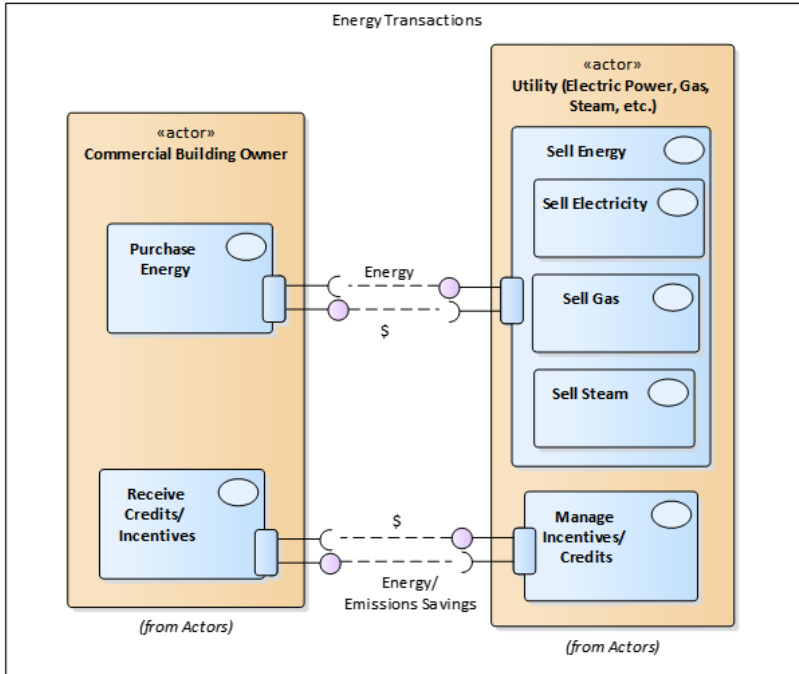 Energy Transactions
«actor»
Commercial Building Owner
Purchase
Energy
Receive
Credits/
Incentives
(from Actors)
Energy
$
$
Energy/
Emissions Savings
«actor»
Utility (Electric Power, Gas,
Steam, etc.)
Sell Energy
Sell Electricity
Sell Gas
Sell Steam
Manage
Incentives/
Credits
(from Actors)